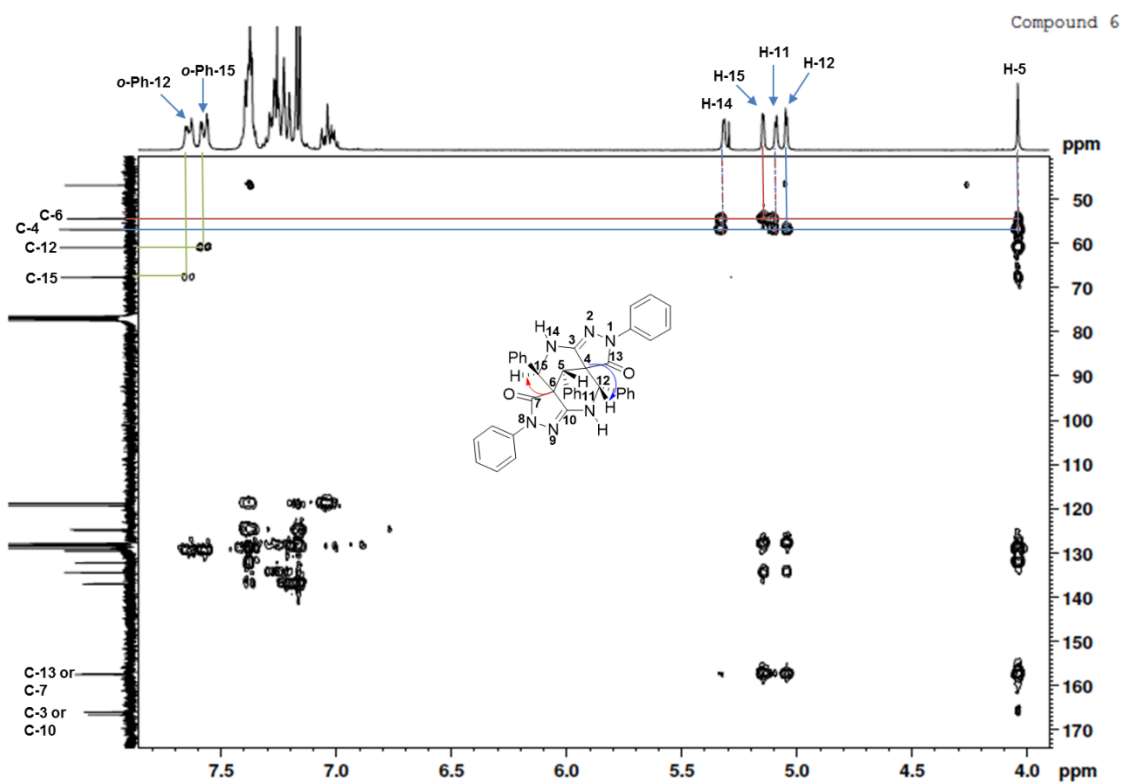 Compound 6
H-11
o-Ph-15
H-12
o-Ph-12
H-15
H-5
H-14
ppm
50
C-6
C-4
60
C-12
C-15
70
80
90
100
110
120
130
140
150
C-13 or
C-7
160
C-3 or
C-10
170
H
14
N
3
2
N
1
N
4
13
O
Ph
15
H
5
H
12
6
Ph
Ph
11
H
O
7
N
H
8
N
N
9
10
7.5
7.0
6.0
5.5
5.0
4.5
4.0
ppm